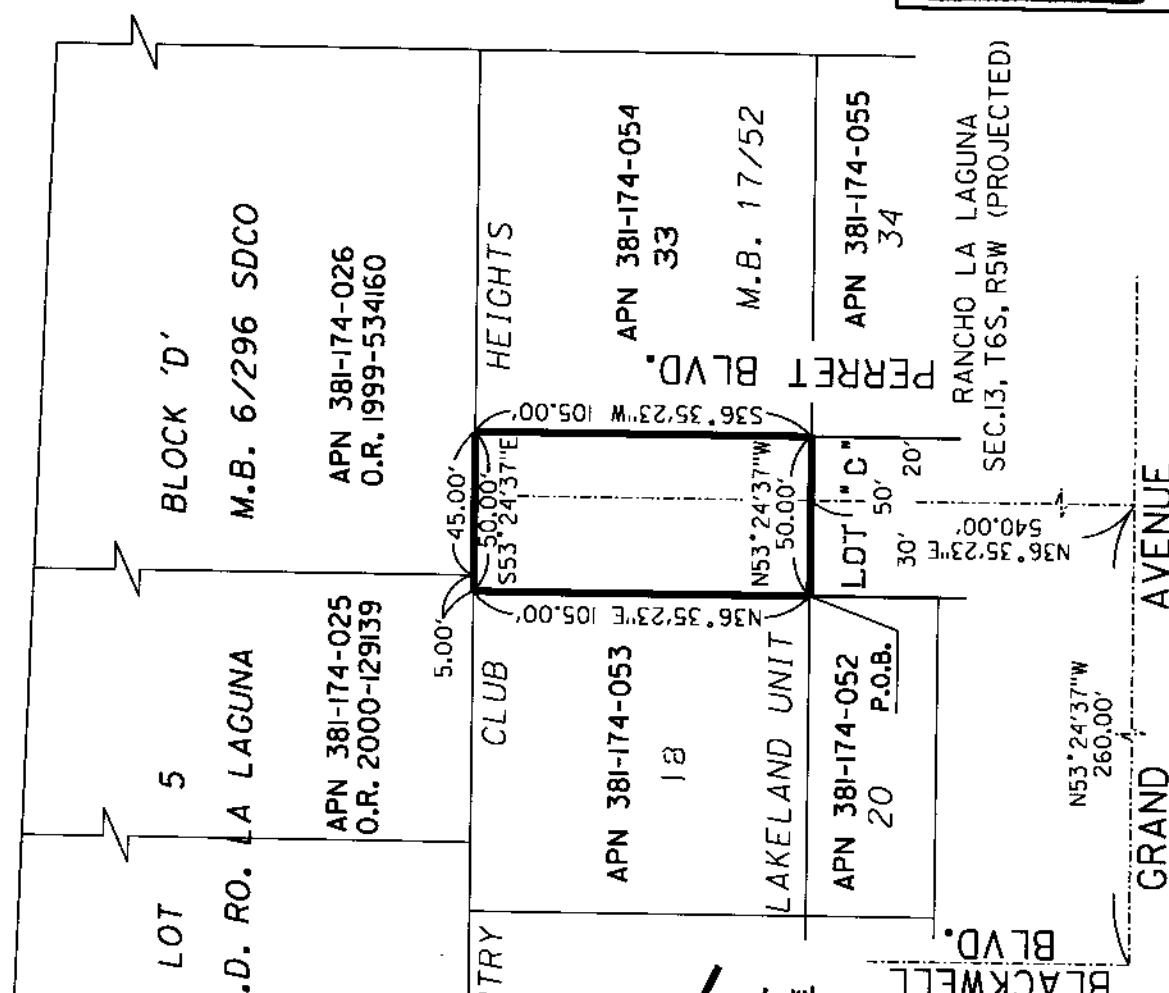 BLOCK 'D'
M.B. 6/296 SDCO
APN 381-174-026
O.R. 1999-534160
LOT 5
.D. RO. LA LAGUNA
APN 381-174-025
O.R. 2000-129139
TRY CLUB HEIGHTS
5.00'
45.00'
50.00'
S53°24'37"E
N36°35'23"E 105.00'
S36°35'23"W 105.00'
N53°24'37"W
50.00'
PERRET BLVD.
APN 381-174-054
33
M.B. 17/52
APN 381-174-055
34
RANCHO LA LAGUNA
SEC.13, T6S, R5W (PROJECTED)
APN 381-174-053
18
LAKELAND UNIT
APN 381-174-052
20
P.O.B.
LOT "C"
30'
50'
20'
N36°35'23"E
540.00'
N53°24'37"W
260.00'
GRAND AVENUE
BLACKWELL
BLVD.